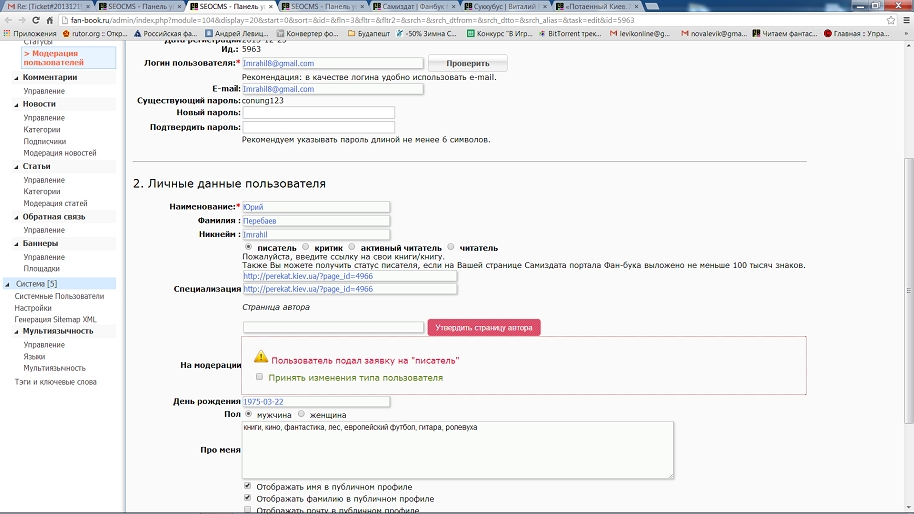 Re: [Ticket#2013121
SEOCMS - Панель у
SEOCMS - Панель у
SEOCMS - Панель у
Самиздат | Фанбук
Суккубус | Виталий
«Потаенный Киев.
fan-book.ru/admin/index.php?module=104&display=20&start=0&sort=&id=&fln=3&fltr=&fltr2=&srch=&srch_dtfrom=&srch_dtto=&srch_alias=&task=edit&id=5963
Приложения
rutor.org :: Откр...
Российская фа...
Андрей Левиц...
Конвертер фо...
Будапешт
-50% Зимна С...
Конкурс "В Игр...
BitTorrent трек...
levikonline@g...
novalevik@gmai...
Читаем фантас...
Главная :: Упра...
Статусы
> Модерация
пользователей
Комментарии
Управление
Новости
Управление
Категории
Подписчики
Модерация новостей
Статьи
Управление
Категории
Модерация статей
Обратная связь
Управление
Баннеры
Управление
Площадки
Система [5]
Системные Пользователи
Настройки
Генерация Sitemap XML
Мультиязычность
Управление
Языки
Мультиязычность
Тэги и ключевые слова
Ид.: 5963
Логин пользователя:* Imrahil8@gmail.com Проверить
Рекомендация: в качестве логина удобно использовать e-mail.
E-mail: Imrahil8@gmail.com
Существующий пароль: conung123
Новый пароль:
Подтвердить пароль:
Рекомендуем указывать пароль длиной не менее 6 символов.
2. Личные данные пользователя
Наименование:* Юрий
Фамилия : Перебаев
Никнейм : Imrahil
писатель критик активный читатель читатель
Пожалуйста, введите ссылку на свои книги/книгу.
Также Вы можете получить статус писателя, если на Вашей странице Самиздата портала Фан-бука выложено не меньше 100 тысяч знаков.
http://perekat.kiev.ua/?page_id=4966
Специализация http://perekat.kiev.ua/?page_id=4966
Страница автора
Утвердить страницу автора
На модерации
Пользователь подал заявку на "писатель"
Принять изменения типа пользователя
День рождения 1975-03-22
Пол мужчина женщина
Про меня
книги, кино, фантастика, лес, европейский футбол, гитара, ролевуха
Отображать имя в публичном профиле
Отображать фамилию в публичном профиле
Отображать почту в публичном профиле